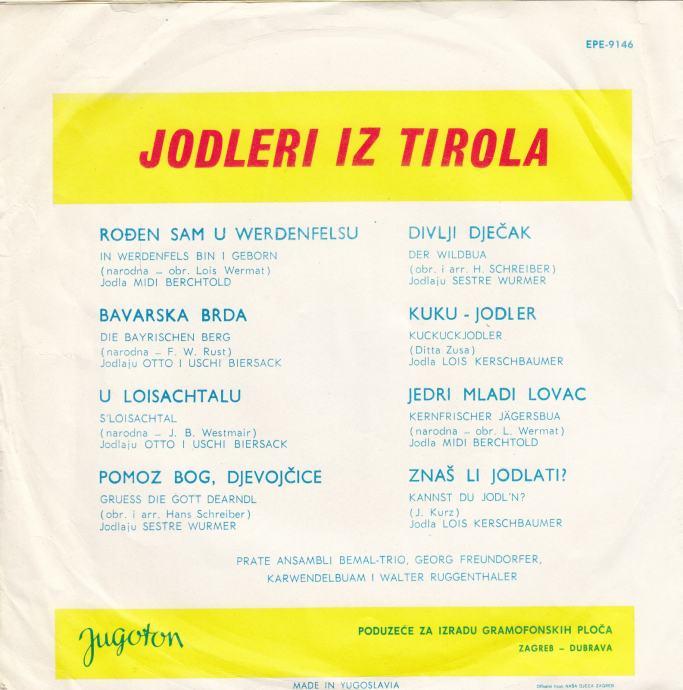 EPE-9146
JODLERI IZ TIROLA
ROĐEN SAM U WERDENFELSU
IN WERDENFELS BIN I GEBORN
(narodna – obr. Lois Wermat)
Jodla MIDI BERCHTOLD
BAVARSKA BRDA
DIE BAYRISCHEN BERG
(narodna – F. W. Rust)
Jodlaju OTTO I USCHI BIERSACK
U LOISACHTALU
S'LOISACHTAL
(narodna – J. B. Westmair)
Jodlaju OTTO I USCHI BIERSACK
POMOZ BOG, DJEVOJČICE
GRUESS DIE GOTT DEARNDL
(obr. i arr. Hans Schreiber)
Jodlaju SESTRE WURMER
DIVLJI DJEČAK
DER WILDBUA
(obr. i arr. H. SCHREIBER)
Jodlaju SESTRE WURMER
KUKU - JODLER
KUCKUCKJODLER
(Ditta Zusa)
Jodla LOIS KERSCHBAUMER
JEDRI MLADI LOVAC
KERNFRISCHER JÄGERSBUA
(narodna – obr. L. Wermat)
Jodla MIDI BERCHTOLD
ZNAŠ LI JODLATI?
KANNST DU JODL'N?
(J. Kurz)
Jodla LOIS KERSCHBAUMER
PRATE ANSAMBLI BEMAL-TRIO, GEORG FREUNDORFER,
KARWENDELBUAM I WALTER RUGGENTHALER
Jugoton
PODUZEĆE ZA IZRADU GRAMOFONSKIH PLOČA
ZAGREB – DUBRAVA
MADE IN YUGOSLAVIA
NAŠA DJECA ZAGREB